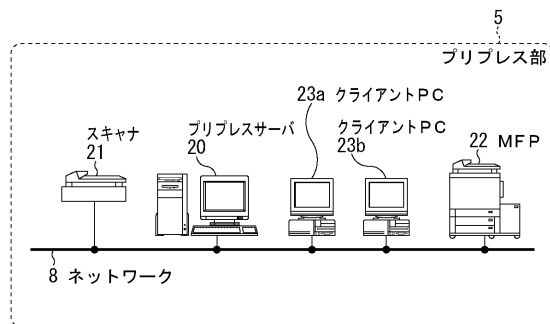 5
プリプレス部
23a クライアントPC
スキャナ
21
プリプレスサーバ
20
クライアントPC
23b
22 MFP
8 ネットワーク